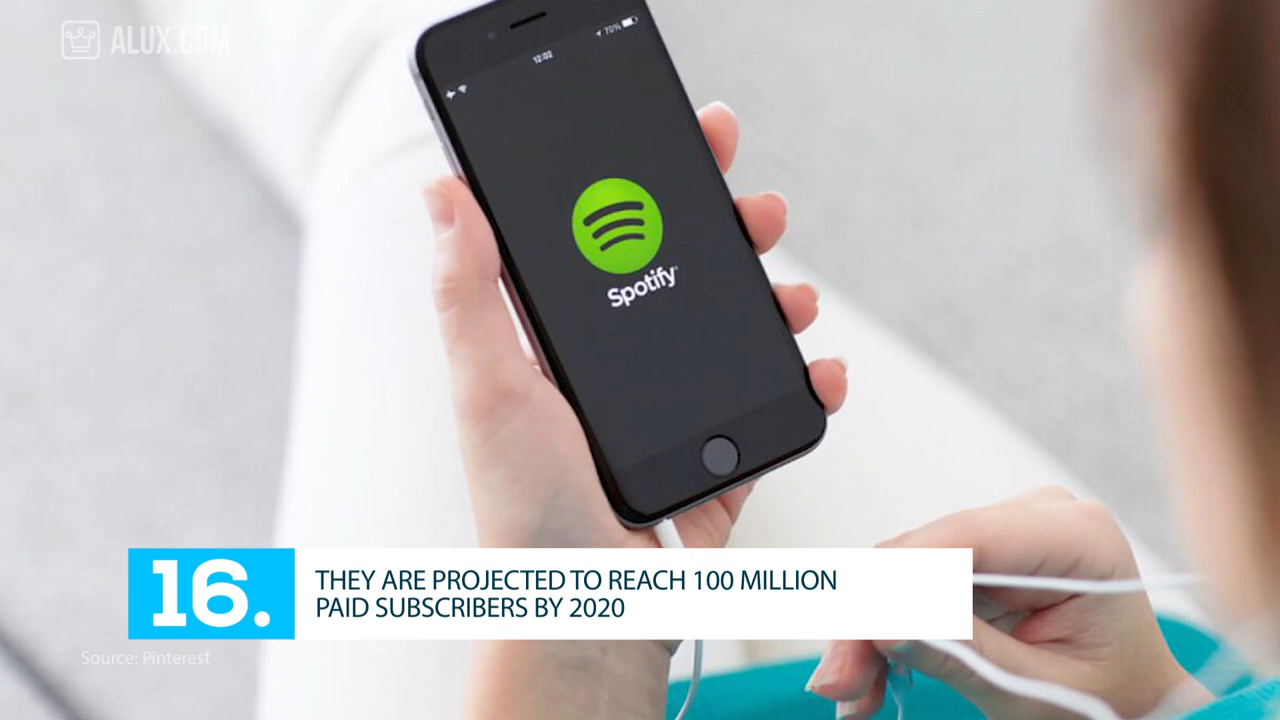 ALUX.COM
70%
12:02
Spotify
16.
THEY ARE PROJECTED TO REACH 100 MILLION
PAID SUBSCRIBERS BY 2020
Source: Pinterest